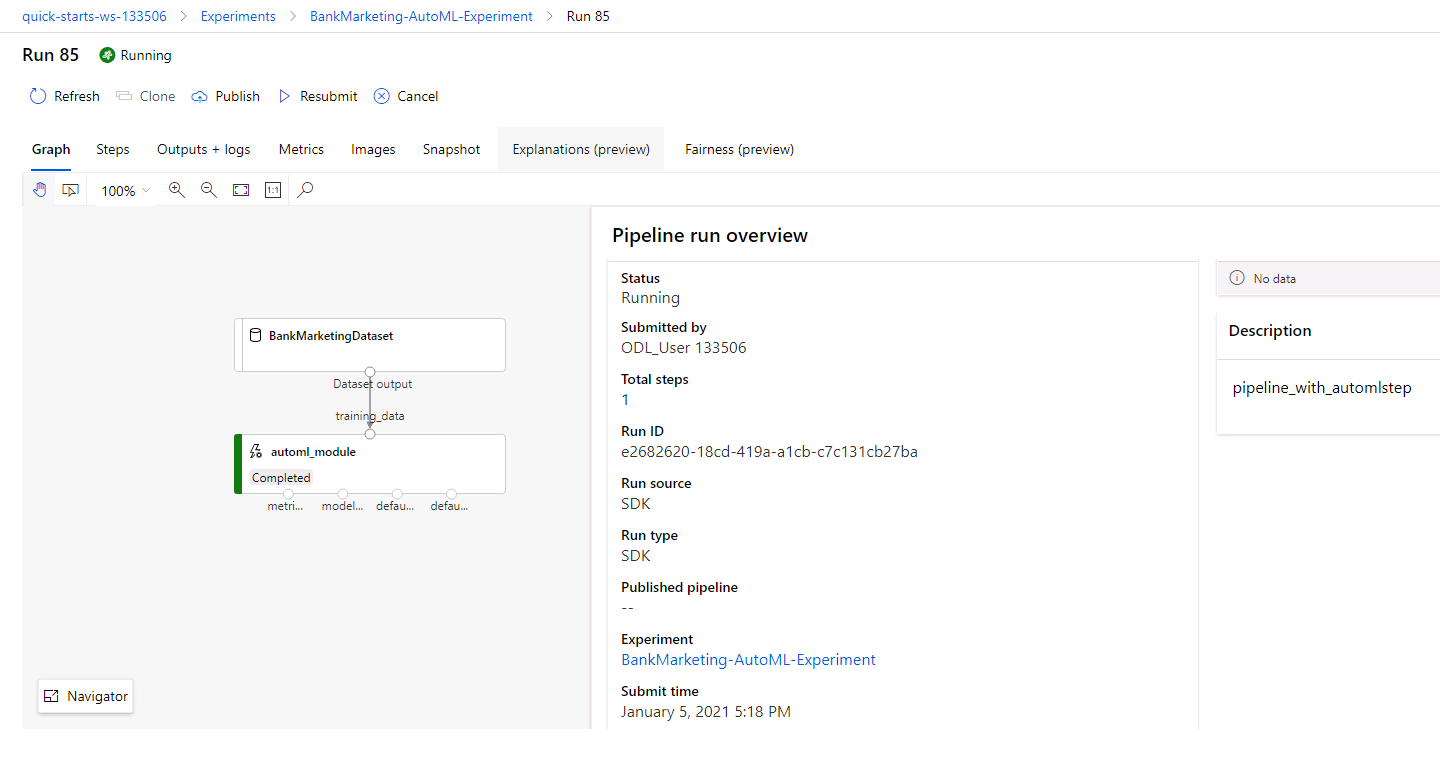 quick-starts-ws-133506 > Experiments > BankMarketing-AutoML-Experiment > Run 85
Run 85 Running
Refresh Clone Publish Resubmit Cancel
Graph Steps Outputs + logs Metrics Images Snapshot Explanations (preview) Fairness (preview)
100% 1:1
BankMarketingDataset
Dataset output
training_data
automl_module
Completed
metri... model... defau... defau...
Navigator
Pipeline run overview
Status
Running
Submitted by
ODL_User 133506
Total steps
1
Run ID
e2682620-18cd-419a-a1cb-c7c131cb27ba
Run source
SDK
Run type
SDK
Published pipeline
--
Experiment
BankMarketing-AutoML-Experiment
Submit time
January 5, 2021 5:18 PM
No data
Description
pipeline_with_automlstep